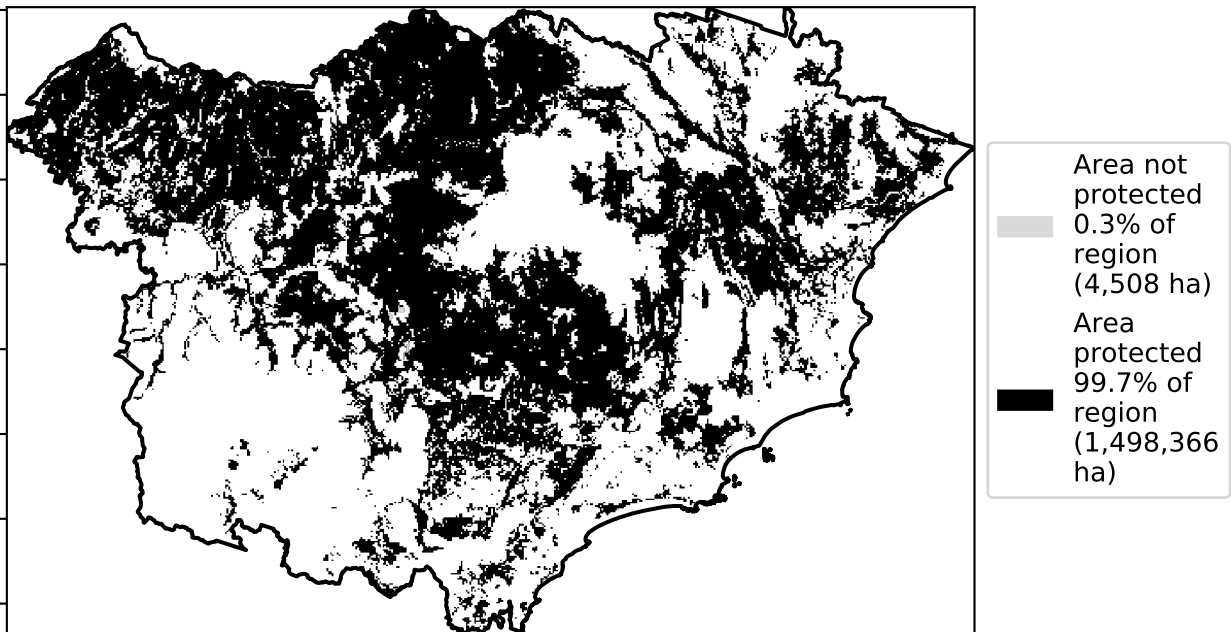 Area not
protected
0.3% of
region
(4,508 ha)
Area
protected
99.7% of
region
(1,498,366
ha)